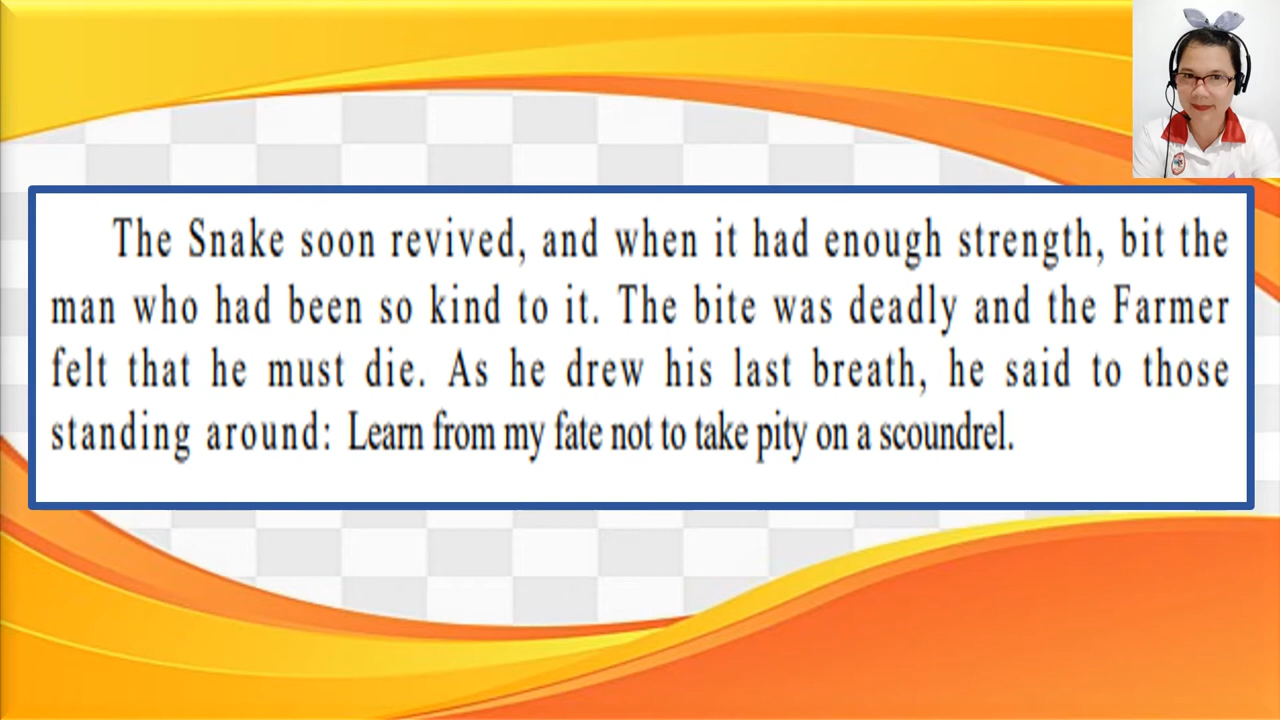 The Snake soon revived, and when it had enough strength, bit the
man who had been so kind to it. The bite was deadly and the Farmer
felt that he must die. As he drew his last breath, he said to those
standing around: Learn from my fate not to take pity on a scoundrel.